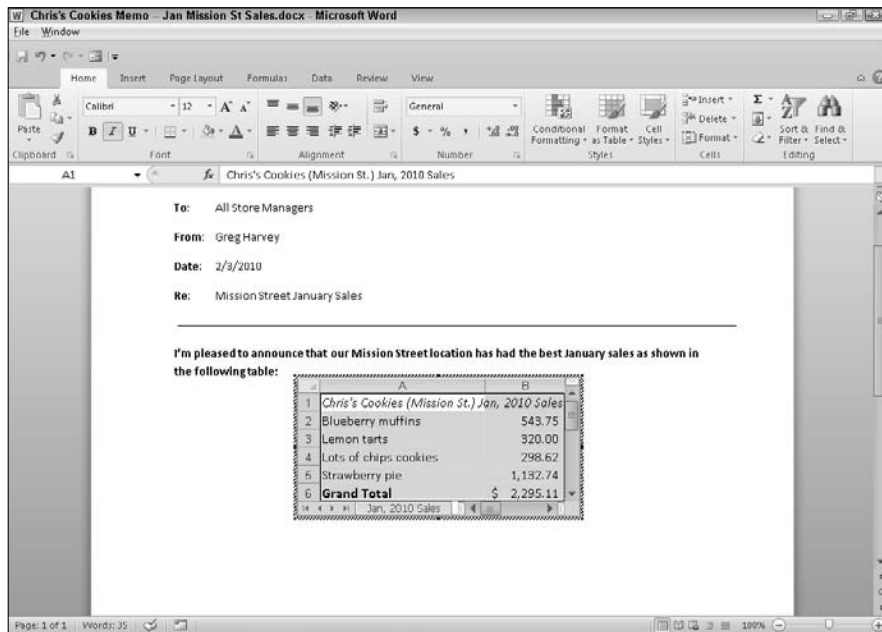 Chris's Cookies Memo – Jan Mission St Sales.docx - Microsoft Word
File Window
Home Insert Page Layout Formulas Data Review View
Calibri 12 A A General
Paste
B I U A $ % ,
Conditional Formatting Format as Table Cell Styles
Insert
Delete
Format
Σ
Sort & Filter Find & Select
Clipboard Font Alignment Number Styles Cells Editing
A1 fx Chris's Cookies (Mission St.) Jan, 2010 Sales
To: All Store Managers
From: Greg Harvey
Date: 2/3/2010
Re: Mission Street January Sales
I'm pleased to announce that our Mission Street location has had the best January sales as shown in
the following table:
A B
1 Chris's Cookies (Mission St.) Jan, 2010 Sales
2 Blueberry muffins 543.75
3 Lemon tarts 320.00
4 Lots of chips cookies 298.62
5 Strawberry pie 1,132.74
6 Grand Total $ 2,295.11
Jan, 2010 Sales
Page: 1 of 1 Words: 35 100%